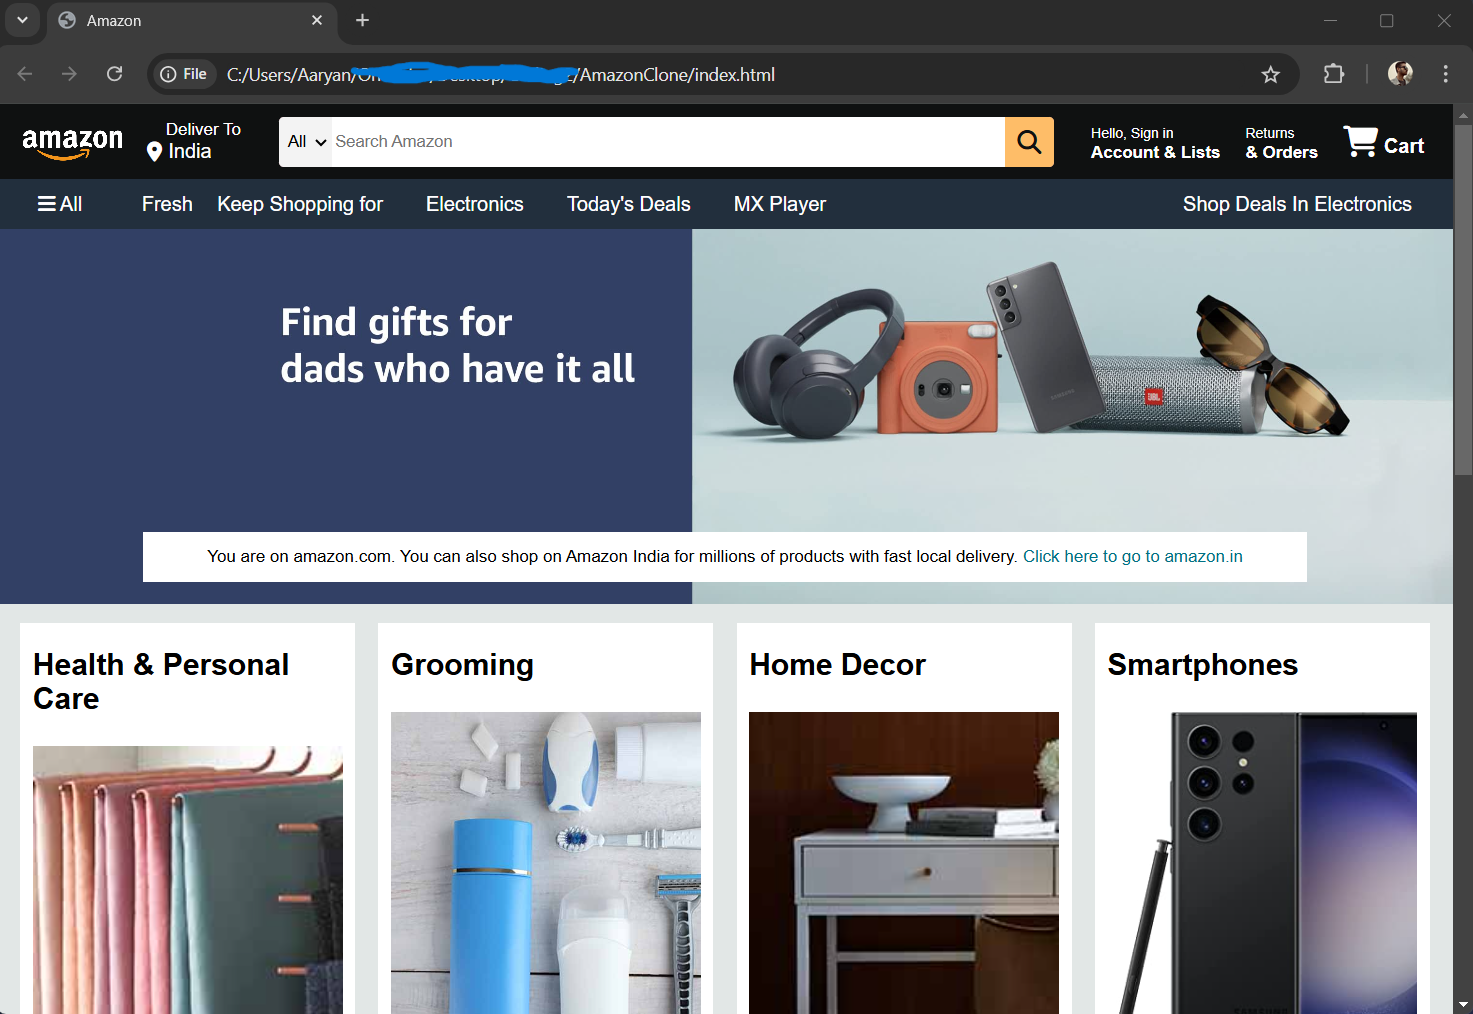 Amazon
File
C:/Users/Aaryan/ /AmazonClone/index.html
amazon
Deliver To
India
All
Search Amazon
Hello, Sign in
Account & Lists
Returns
& Orders
Cart
All
Fresh
Keep Shopping for
Electronics
Today's Deals
MX Player
Shop Deals In Electronics
Find gifts for
dads who have it all
SAMSUNG
JBL
You are on amazon.com. You can also shop on Amazon India for millions of products with fast local delivery. Click here to go to amazon.in
Health & Personal
Care
Grooming
Home Decor
Smartphones
SAMSUNG